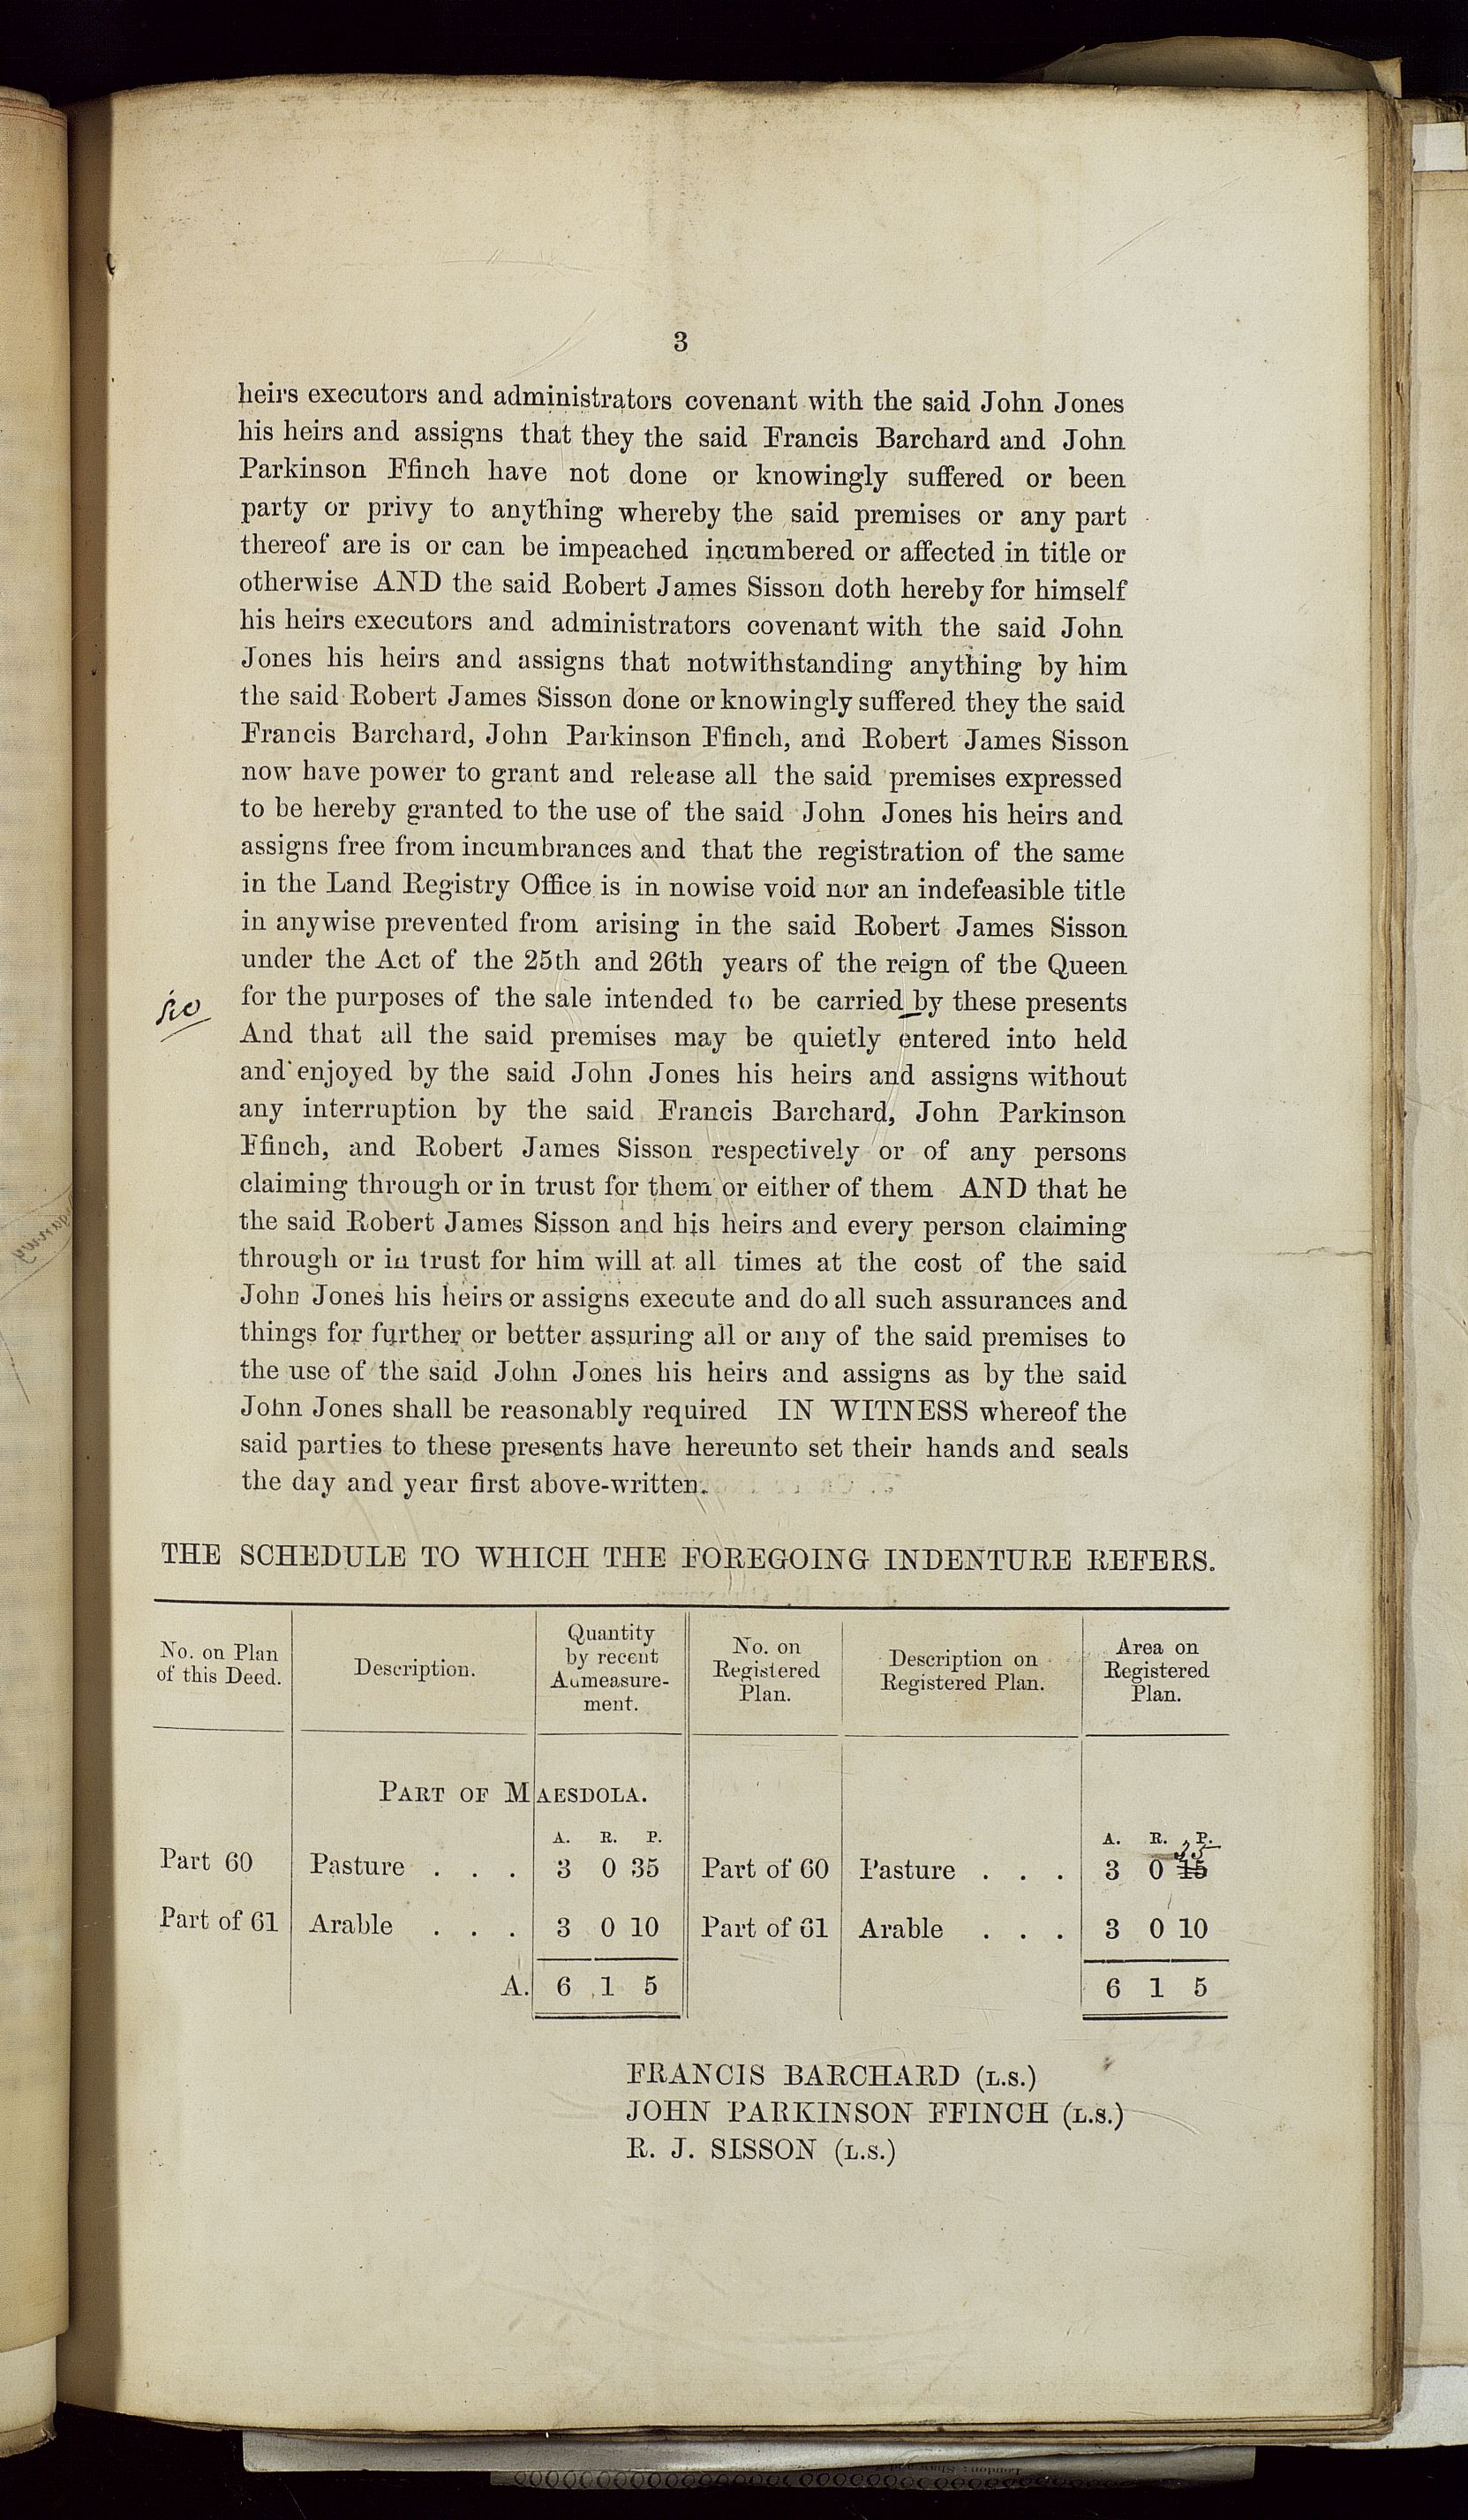 3
heirs executors and administrators covenant with the said John Jones
his heirs and assigns that they the said Francis Barchard and John
Parkinson Ffinch have not done or knowingly suffered or been
party or privy to anything whereby the said premises or any part
thereof are is or can be impeached incumbered or affected in title or
otherwise AND the said Robert James Sisson doth hereby for himself
his heirs executors and administrators covenant with the said John
Jones his heirs and assigns that notwithstanding anything by him
the said Robert James Sisson done or knowingly suffered they the said
Francis Barchard, John Parkinson Ffinch, and Robert James Sisson
now have power to grant and release all the said premises expressed
to be hereby granted to the use of the said John Jones his heirs and
assigns free from incumbrances and that the registration of the same
in the Land Registry Office is in nowise void nor an indefeasible title
in anywise prevented from arising in the said Robert James Sisson
under the Act of the 25th and 26th years of the reign of the Queen
sic for the purposes of the sale intended to be carried by these presents
And that all the said premises may be quietly entered into held
and enjoyed by the said John Jones his heirs and assigns without
any interruption by the said Francis Barchard, John Parkinson
Ffinch, and Robert James Sisson respectively or of any persons
claiming through or in trust for them or either of them AND that he
the said Robert James Sisson and his heirs and every person claiming
through or in trust for him will at all times at the cost of the said
John Jones his heirs or assigns execute and do all such assurances and
things for further or better assuring all or any of the said premises to
the use of the said John Jones his heirs and assigns as by the said
John Jones shall be reasonably required IN WITNESS whereof the
said parties to these presents have hereunto set their hands and seals
the day and year first above-written.
THE SCHEDULE TO WHICH THE FOREGOING INDENTURE REFERS.
No. on Plan
of this Deed.
Description.
Quantity
by recent
Admeasure-
ment.
No. on
Registered
Plan.
Description on
Registered Plan.
Area on
Registered
Plan.
PART OF MAESDOLA.
A. R. P. A. R. P.
35
Part 60 Pasture . . . 3 0 35 Part of 60 Pasture . . . 3 0 15
Part of 61 Arable . . . 3 0 10 Part of 61 Arable . . . 3 0 10
A. 6 1 5 6 1 5
FRANCIS BARCHARD (L.S.)
JOHN PARKINSON FFINCH (L.S.)
R. J. SISSON (L.S.)